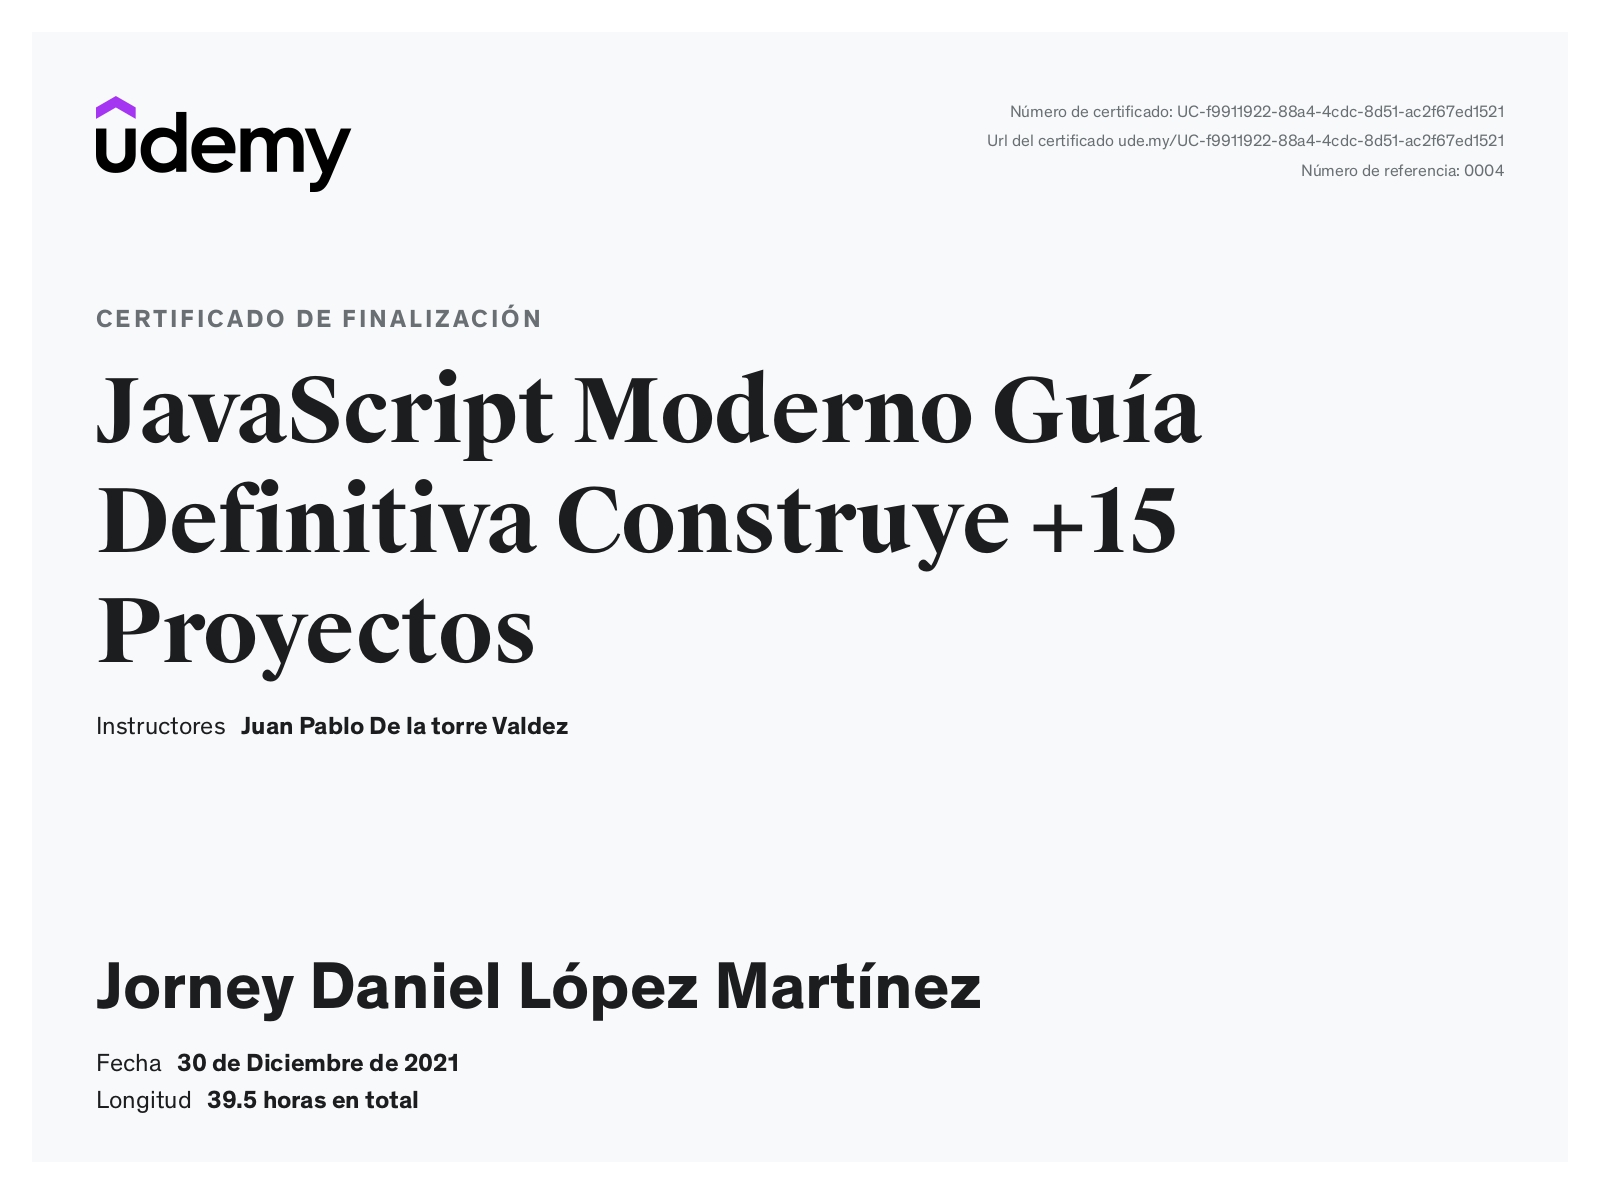 udemy
Número de certificado: UC-f9911922-88a4-4cdc-8d51-ac2f67ed1521
Url del certificado ude.my/UC-f9911922-88a4-4cdc-8d51-ac2f67ed1521
Número de referencia: 0004
CERTIFICADO DE FINALIZACIÓN
JavaScript Moderno Guía
Definitiva Construye +15
Proyectos
Instructores Juan Pablo De la torre Valdez
Jorney Daniel López Martínez
Fecha 30 de Diciembre de 2021
Longitud 39.5 horas en total